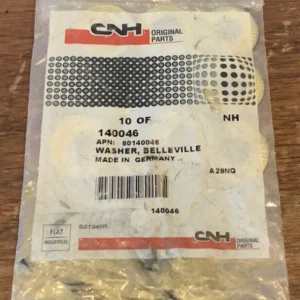 CNH ORIGINAL
PARTS
10 OF NH
140046
APN: 80140046
WASHER, BELLEVILLE
MADE IN GERMANY
A29NQ
140046
FIAT
INDUSTRIAL
CNH ORIGINAL
PARTS